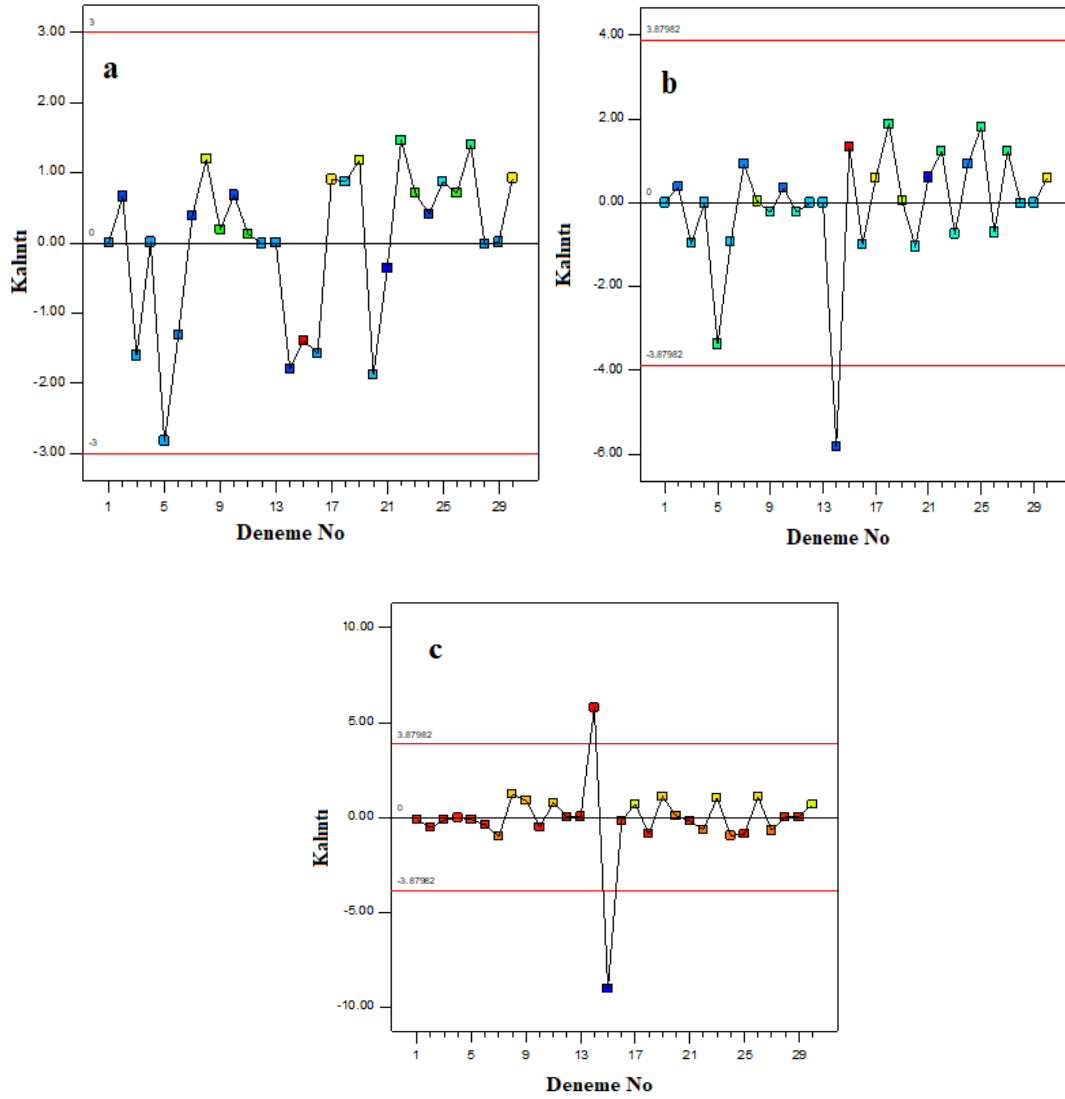 3.00
2.00
1.00
0.00
-1.00
-2.00
-3.00
3
0
-3
a
Kalıntı
1 5 9 13 17 21 25 29
Deneme No
4.00
2.00
0.00
-2.00
-4.00
-6.00
3.87982
0
-3.87982
b
Kalıntı
1 5 9 13 17 21 25 29
Deneme No
10.00
5.00
0.00
-5.00
-10.00
3.87982
0
-3.87982
c
Kalıntı
1 5 9 13 17 21 25 29
Deneme No